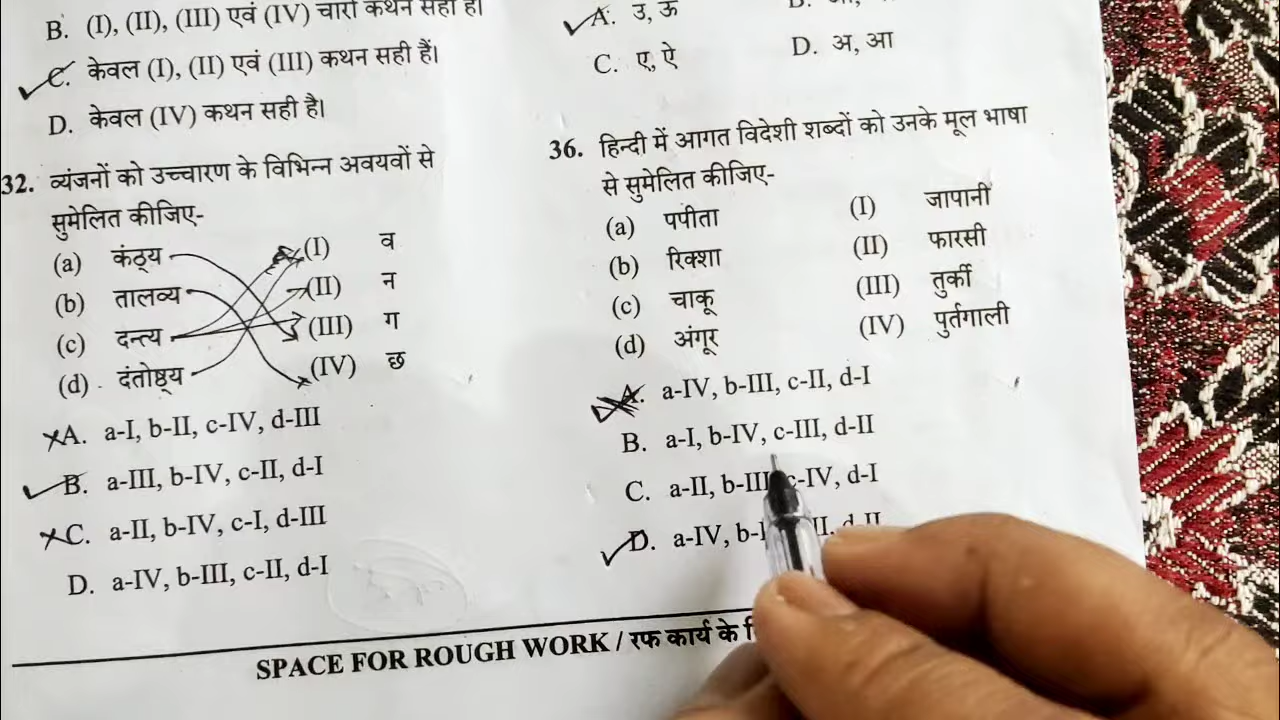 B. (I), (II), (III) एवं (IV) चारों कथन सही हैं।
C. केवल (I), (II) एवं (III) कथन सही हैं।
D. केवल (IV) कथन सही है।
32. व्यंजनों को उच्चारण के विभिन्न अवयवों से
सुमेलित कीजिए-
(a) कंठ्य (I) व
(b) तालव्य (II) न
(c) दन्त्य (III) ग
(d) दंतोष्ठ्य (IV) छ
A. a-I, b-II, c-IV, d-III
B. a-III, b-IV, c-II, d-I
C. a-II, b-IV, c-I, d-III
D. a-IV, b-III, c-II, d-I
A. उ, ऊ
C. ए, ऐ D. अ, आ
36. हिन्दी में आगत विदेशी शब्दों को उनके मूल भाषा
से सुमेलित कीजिए-
(a) पपीता (I) जापानी
(b) रिक्शा (II) फारसी
(c) चाकू (III) तुर्की
(d) अंगूर (IV) पुर्तगाली
A. a-IV, b-III, c-II, d-I
B. a-I, b-IV, c-III, d-II
C. a-II, b-III, c-IV, d-I
D. a-IV, d-II
SPACE FOR ROUGH WORK / रफ कार्य के